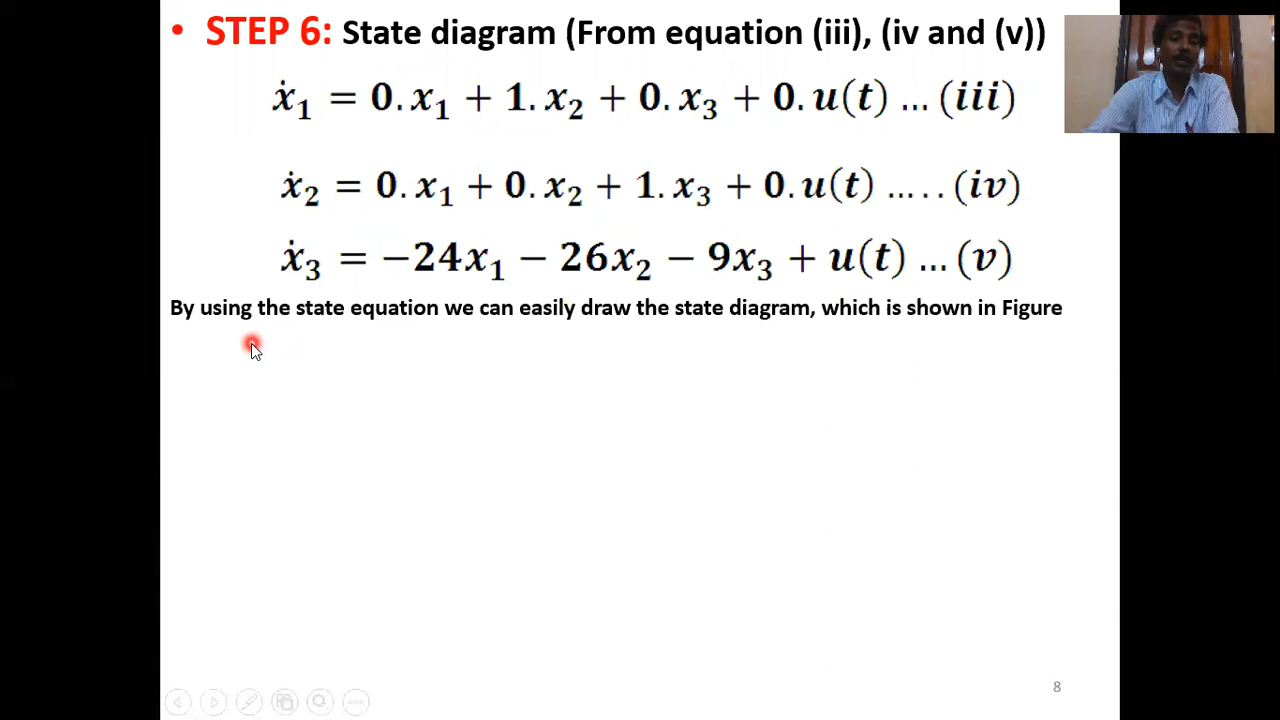 • STEP 6: State diagram (From equation (iii), (iv and (v))
ẋ₁ = 0. x₁ + 1. x₂ + 0. x₃ + 0. u(t) ... (iii)
ẋ₂ = 0. x₁ + 0. x₂ + 1. x₃ + 0. u(t) ..... (iv)
ẋ₃ = −24x₁ − 26x₂ − 9x₃ + u(t) ... (v)
By using the state equation we can easily draw the state diagram, which is shown in Figure
8